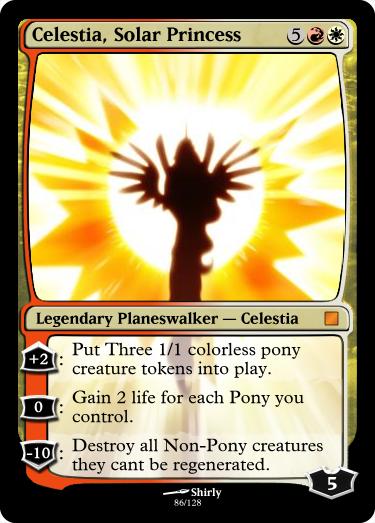 Celestia, Solar Princess 5
Legendary Planeswalker — Celestia
+2: Put Three 1/1 colorless pony
creature tokens into play.
0: Gain 2 life for each Pony you
control.
-10: Destroy all Non-Pony creatures
they cant be regenerated.
5
Shirly
86/128